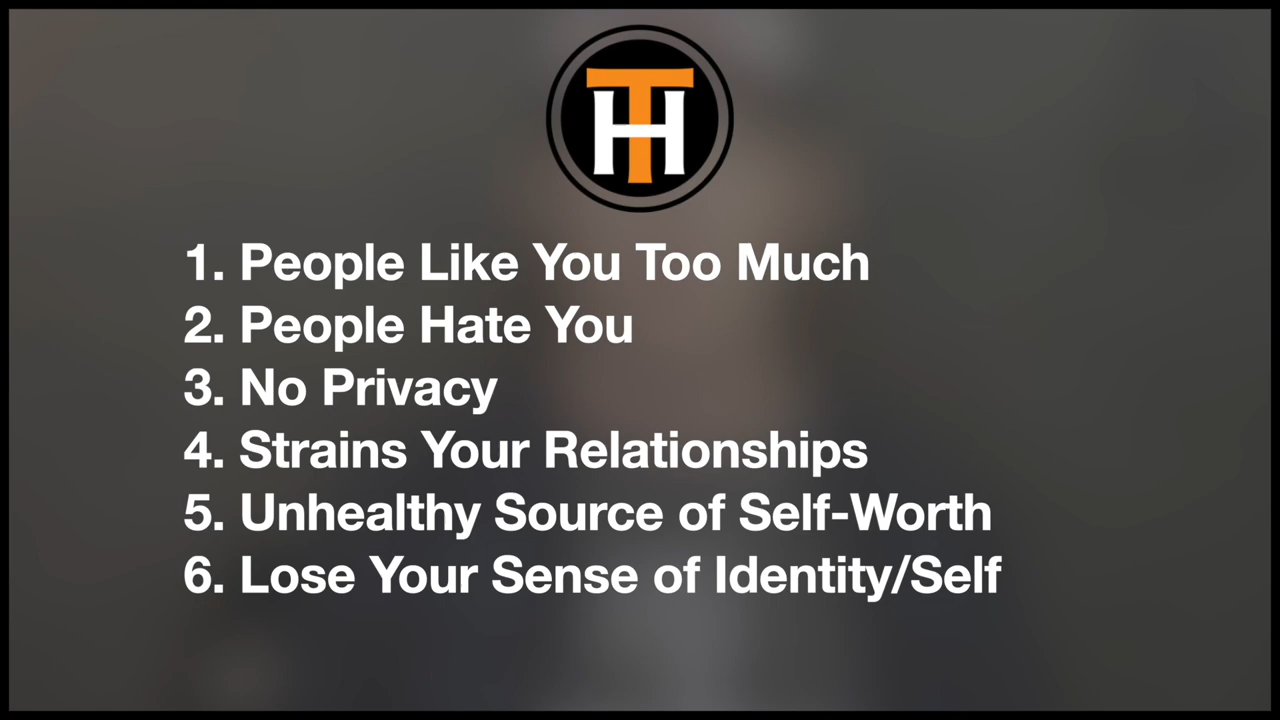 TH
1. People Like You Too Much
2. People Hate You
3. No Privacy
4. Strains Your Relationships
5. Unhealthy Source of Self-Worth
6. Lose Your Sense of Identity/Self